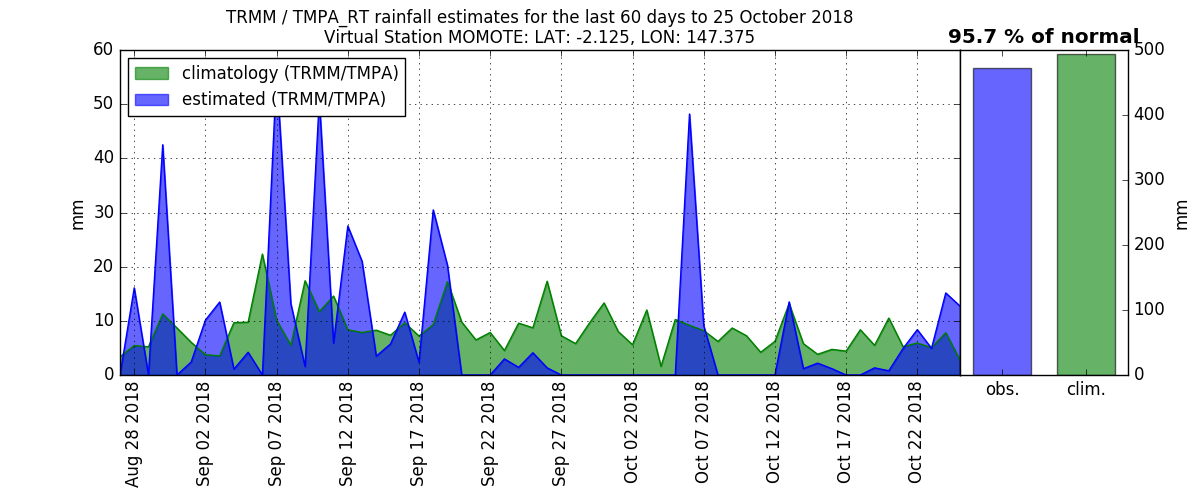 TRMM / TMPA_RT rainfall estimates for the last 60 days to 25 October 2018
Virtual Station MOMOTE: LAT: -2.125, LON: 147.375
95.7 % of normal
climatology (TRMM/TMPA)
estimated (TRMM/TMPA)
mm
60
50
40
30
20
10
0
Aug 28 2018
Sep 02 2018
Sep 07 2018
Sep 12 2018
Sep 17 2018
Sep 22 2018
Sep 27 2018
Oct 02 2018
Oct 07 2018
Oct 12 2018
Oct 17 2018
Oct 22 2018
obs.
clim.
500
400
300
200
100
0
mm